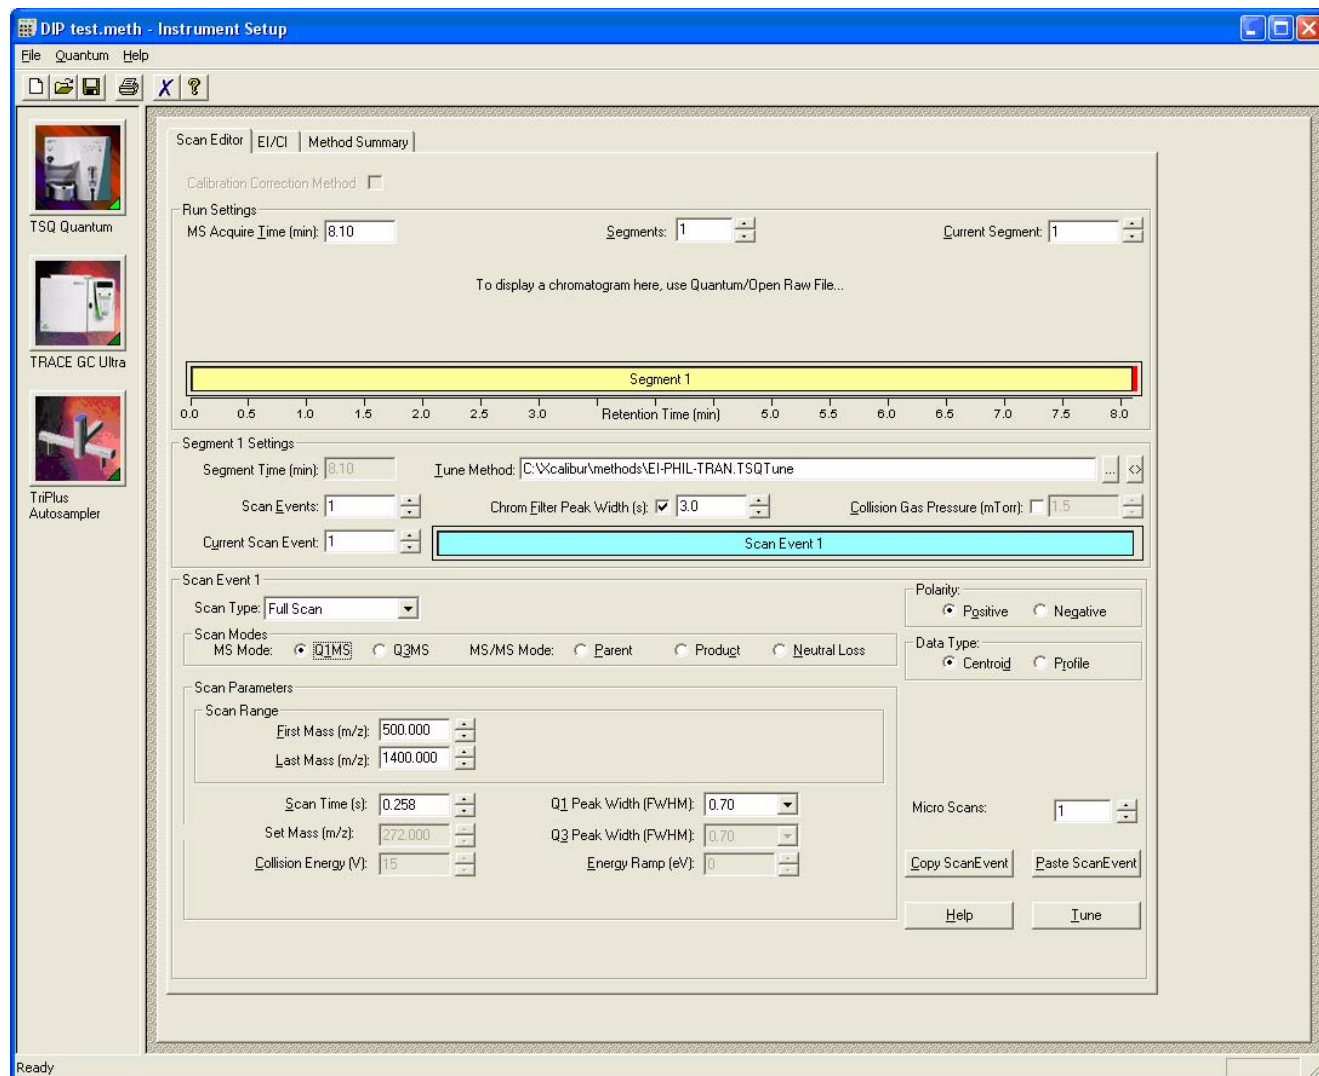 DIP test.meth - Instrument Setup
File Quantum Help
Scan Editor EI/CI Method Summary
Calibration Correction Method
Run Settings
MS Acquire Time (min): 8.10 Segments: 1 Current Segment: 1
To display a chromatogram here, use Quantum/Open Raw File...
Segment 1
0.0 0.5 1.0 1.5 2.0 2.5 3.0 Retention Time (min) 5.0 5.5 6.0 6.5 7.0 7.5 8.0
TSQ Quantum
TRACE GC Ultra
TriPlus
Autosampler
Segment 1 Settings
Segment Time (min): 8.10 Tune Method: C:\Xcalibur\methods\EI-PHIL-TRAN.TSQTune ... <>
Scan Events: 1 Chrom Filter Peak Width (s): 3.0 Collision Gas Pressure (mTorr): 1.5
Current Scan Event: 1 Scan Event 1
Scan Event 1
Scan Type: Full Scan
Scan Modes
MS Mode: Q1MS Q3MS MS/MS Mode: Parent Product Neutral Loss
Polarity:
Positive Negative
Data Type:
Centroid Profile
Scan Parameters
Scan Range
First Mass (m/z): 500.000
Last Mass (m/z): 1400.000
Scan Time (s): 0.258 Q1 Peak Width (FWHM): 0.70
Set Mass (m/z): 272.000 Q3 Peak Width (FWHM): 0.70
Collision Energy (V): 15 Energy Ramp (eV): 0
Micro Scans: 1
Copy ScanEvent Paste ScanEvent
Help Tune
Ready